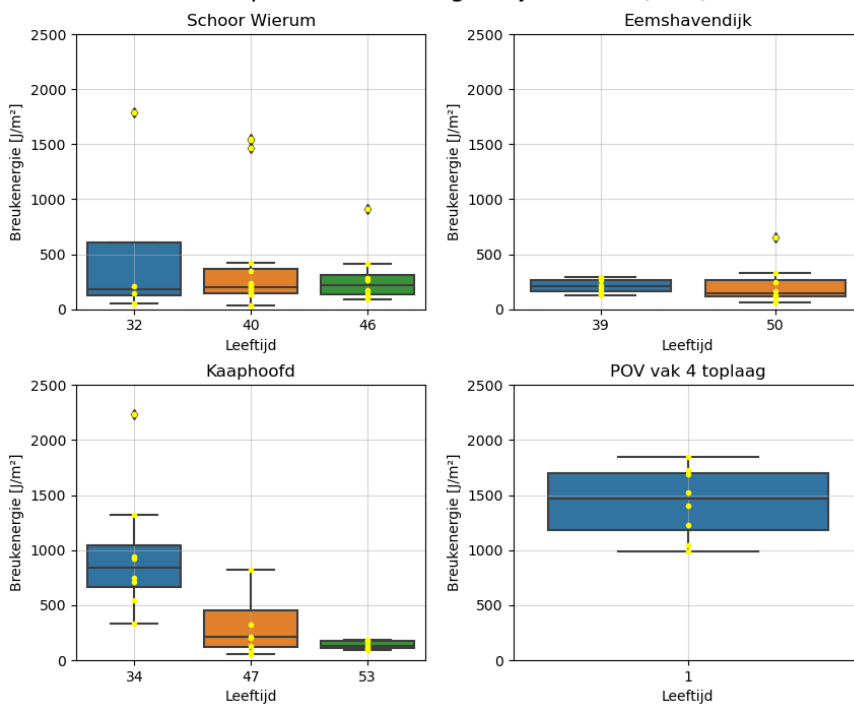 Schoor Wierum
Breukenergie [J/m²]
2500
2000
1500
1000
500
0
32
40
46
Leeftijd
Eemshavendijk
Breukenergie [J/m²]
2500
2000
1500
1000
500
0
39
50
Leeftijd
Kaaphoofd
Breukenergie [J/m²]
2500
2000
1500
1000
500
0
34
47
53
Leeftijd
POV vak 4 toplaag
Breukenergie [J/m²]
2500
2000
1500
1000
500
0
1
Leeftijd